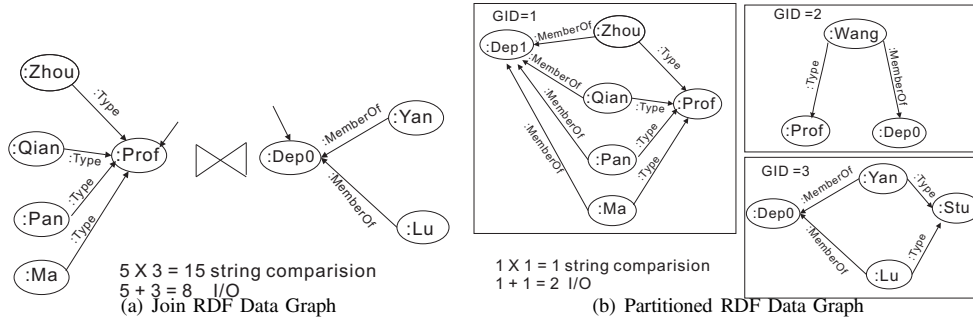 :Zhou
:Type
:Qian
:Type
:Prof
:Pan
:Type
:Ma
:Type
:Dep0
:MemberOf
:Yan
:MemberOf
:Lu
5 X 3 = 15 string comparision
5 + 3 = 8 I/O
(a) Join RDF Data Graph
GID=1
:MemberOf
:Zhou
:Dep1
:Type
:MemberOf
:Qian
:Type
:Prof
:MemberOf
:Type
:Pan
:MemberOf
:Type
:Ma
1 X 1 = 1 string comparision
1 + 1 = 2 I/O
(b) Partitioned RDF Data Graph
GID =2
:Wang
:Type
:MemberOf
:Prof
:Dep0
GID =3
:MemberOf
:Yan
:Type
:Dep0
:Stu
:MemberOf
:Type
:Lu